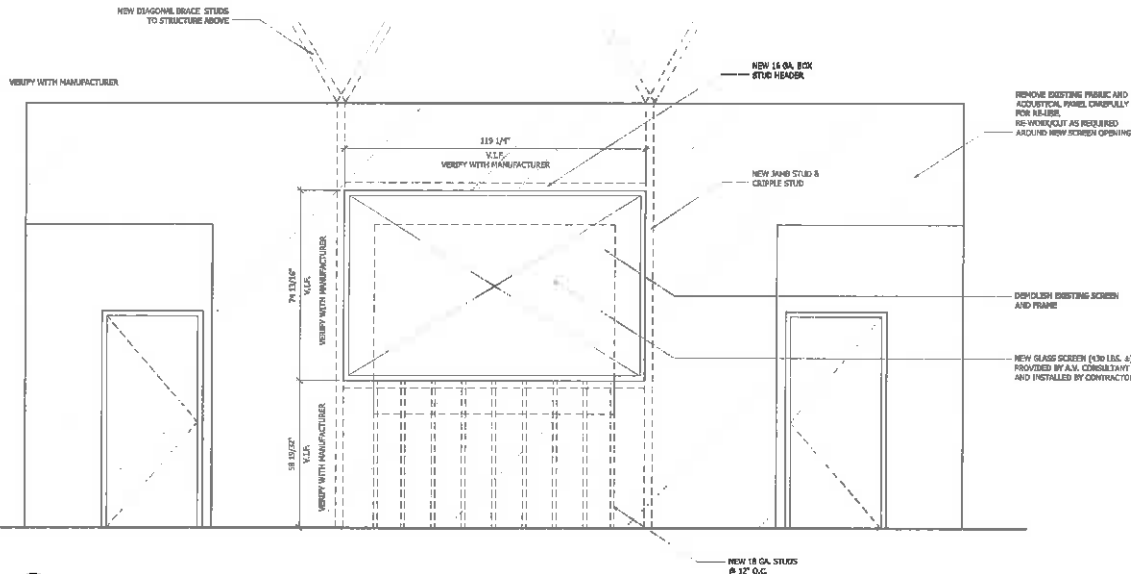 NEW DIAGONAL BRACE STUDS
TO STRUCTURE ABOVE
VERIFY WITH MANUFACTURER
NEW 16 GA. BOX
STUD HEADER
REMOVE EXISTING FABRIC AND
ACOUSTICAL PANEL CAREFULLY
FOR RE-USE.
RE-WORK/CUT AS REQUIRED
AROUND NEW SCREEN OPENING
119 1/4"
V.I.F.
VERIFY WITH MANUFACTURER
NEW JAMB STUD &
CRIPPLE STUD
74 13/16"
V.I.F.
VERIFY WITH MANUFACTURER
DEMOLISH EXISTING SCREEN
AND FRAME
NEW GLASS SCREEN (430 LBS. ±)
PROVIDED BY A.V. CONSULTANT
AND INSTALLED BY CONTRACTOR
58 19/32"
V.I.F.
VERIFY WITH MANUFACTURER
NEW 18 GA. STUDS
@ 12" O.C.